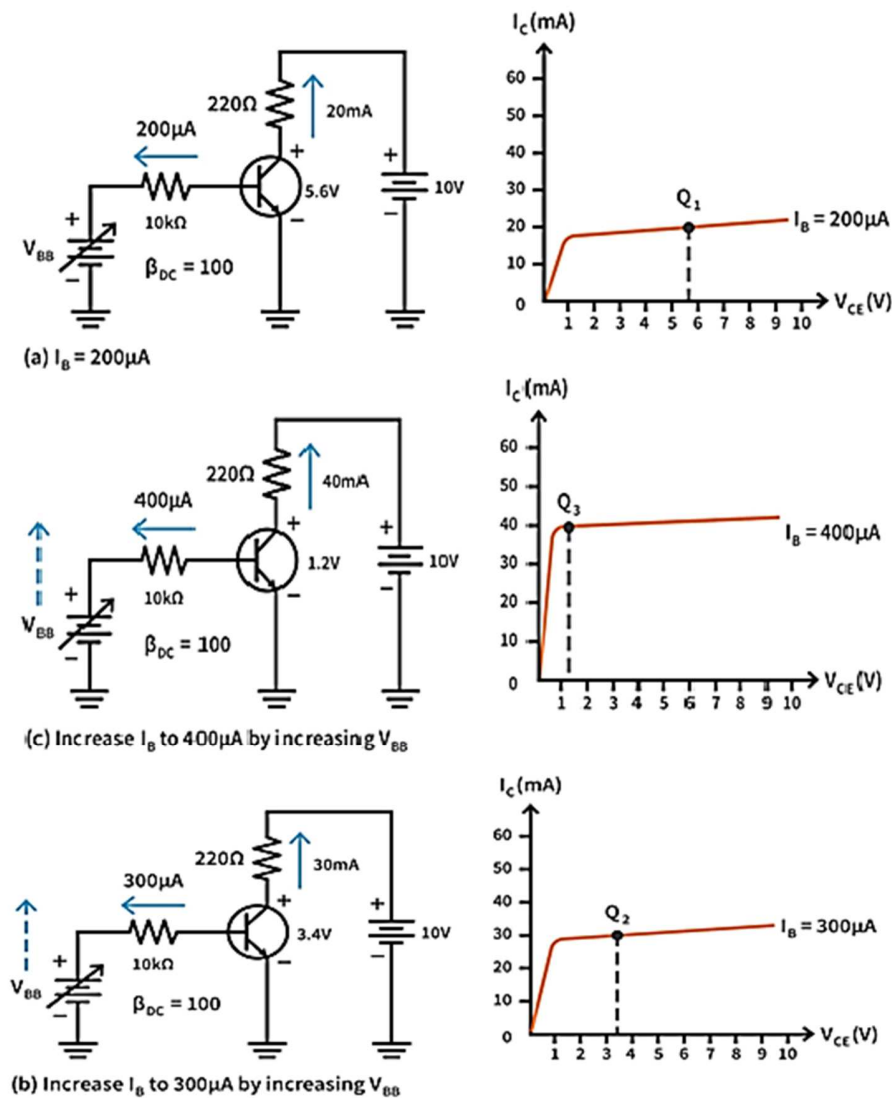 I_C (mA)
60
50
40
30
20
10
0
1 2 3 4 5 6 7 8 9 10
V_CE (V)
Q_1
I_B = 200μA
220Ω
20mA
200μA
+
5.6V
−
10kΩ
+
10V
−
+
V_BB
−
β_DC = 100
(a) I_B = 200μA
I_C (mA)
60
50
40
30
20
10
0
1 2 3 4 5 6 7 8 9 10
V_CE (V)
Q_3
I_B = 400μA
220Ω
40mA
400μA
+
1.2V
−
10kΩ
+
10V
−
+
V_BB
−
β_DC = 100
(c) Increase I_B to 400μA by increasing V_BB
I_C (mA)
60
50
40
30
20
10
0
1 2 3 4 5 6 7 8 9 10
V_CE (V)
Q_2
I_B = 300μA
220Ω
30mA
300μA
+
3.4V
−
10kΩ
+
10V
−
+
V_BB
−
β_DC = 100
(b) Increase I_B to 300μA by increasing V_BB